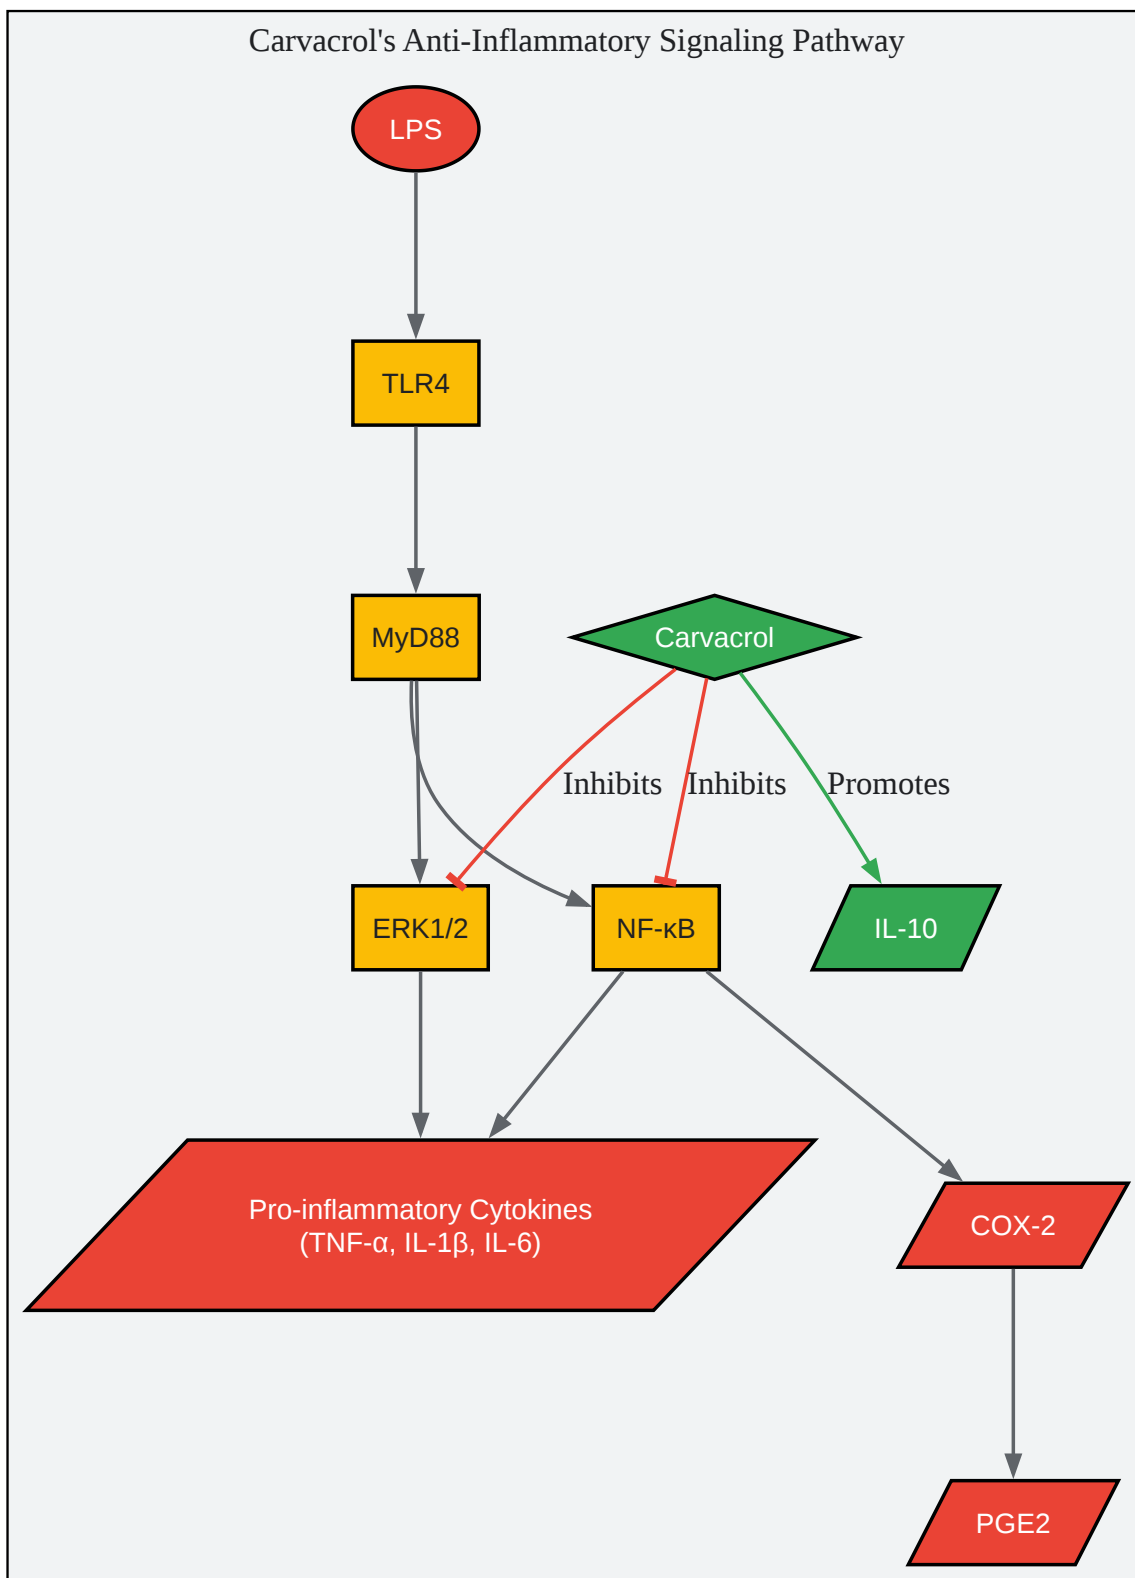 Carvacrol's Anti-Inflammatory Signaling Pathway
LPS
TLR4
MyD88
Carvacrol
Inhibits
Inhibits
Promotes
ERK1/2
NF-κB
IL-10
Pro-inflammatory Cytokines
(TNF-α, IL-1β, IL-6)
COX-2
PGE2